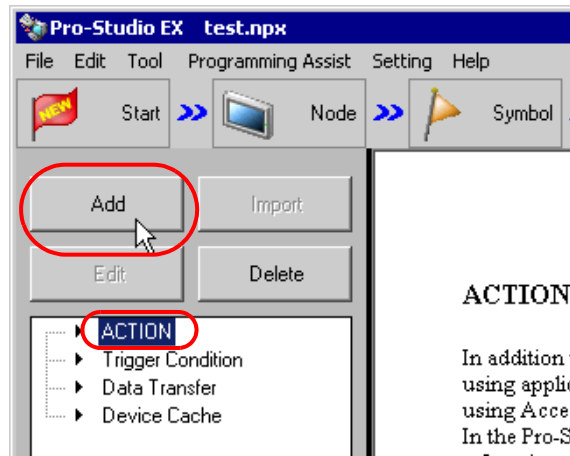 Pro-Studio EX test.npx
File Edit Tool Programming Assist Setting Help
NEW Start Node Symbol
Add Import
Edit Delete
ACTION
Trigger Condition
Data Transfer
Device Cache
ACTION
In addition
using appli
using Acce
In the Pro-S